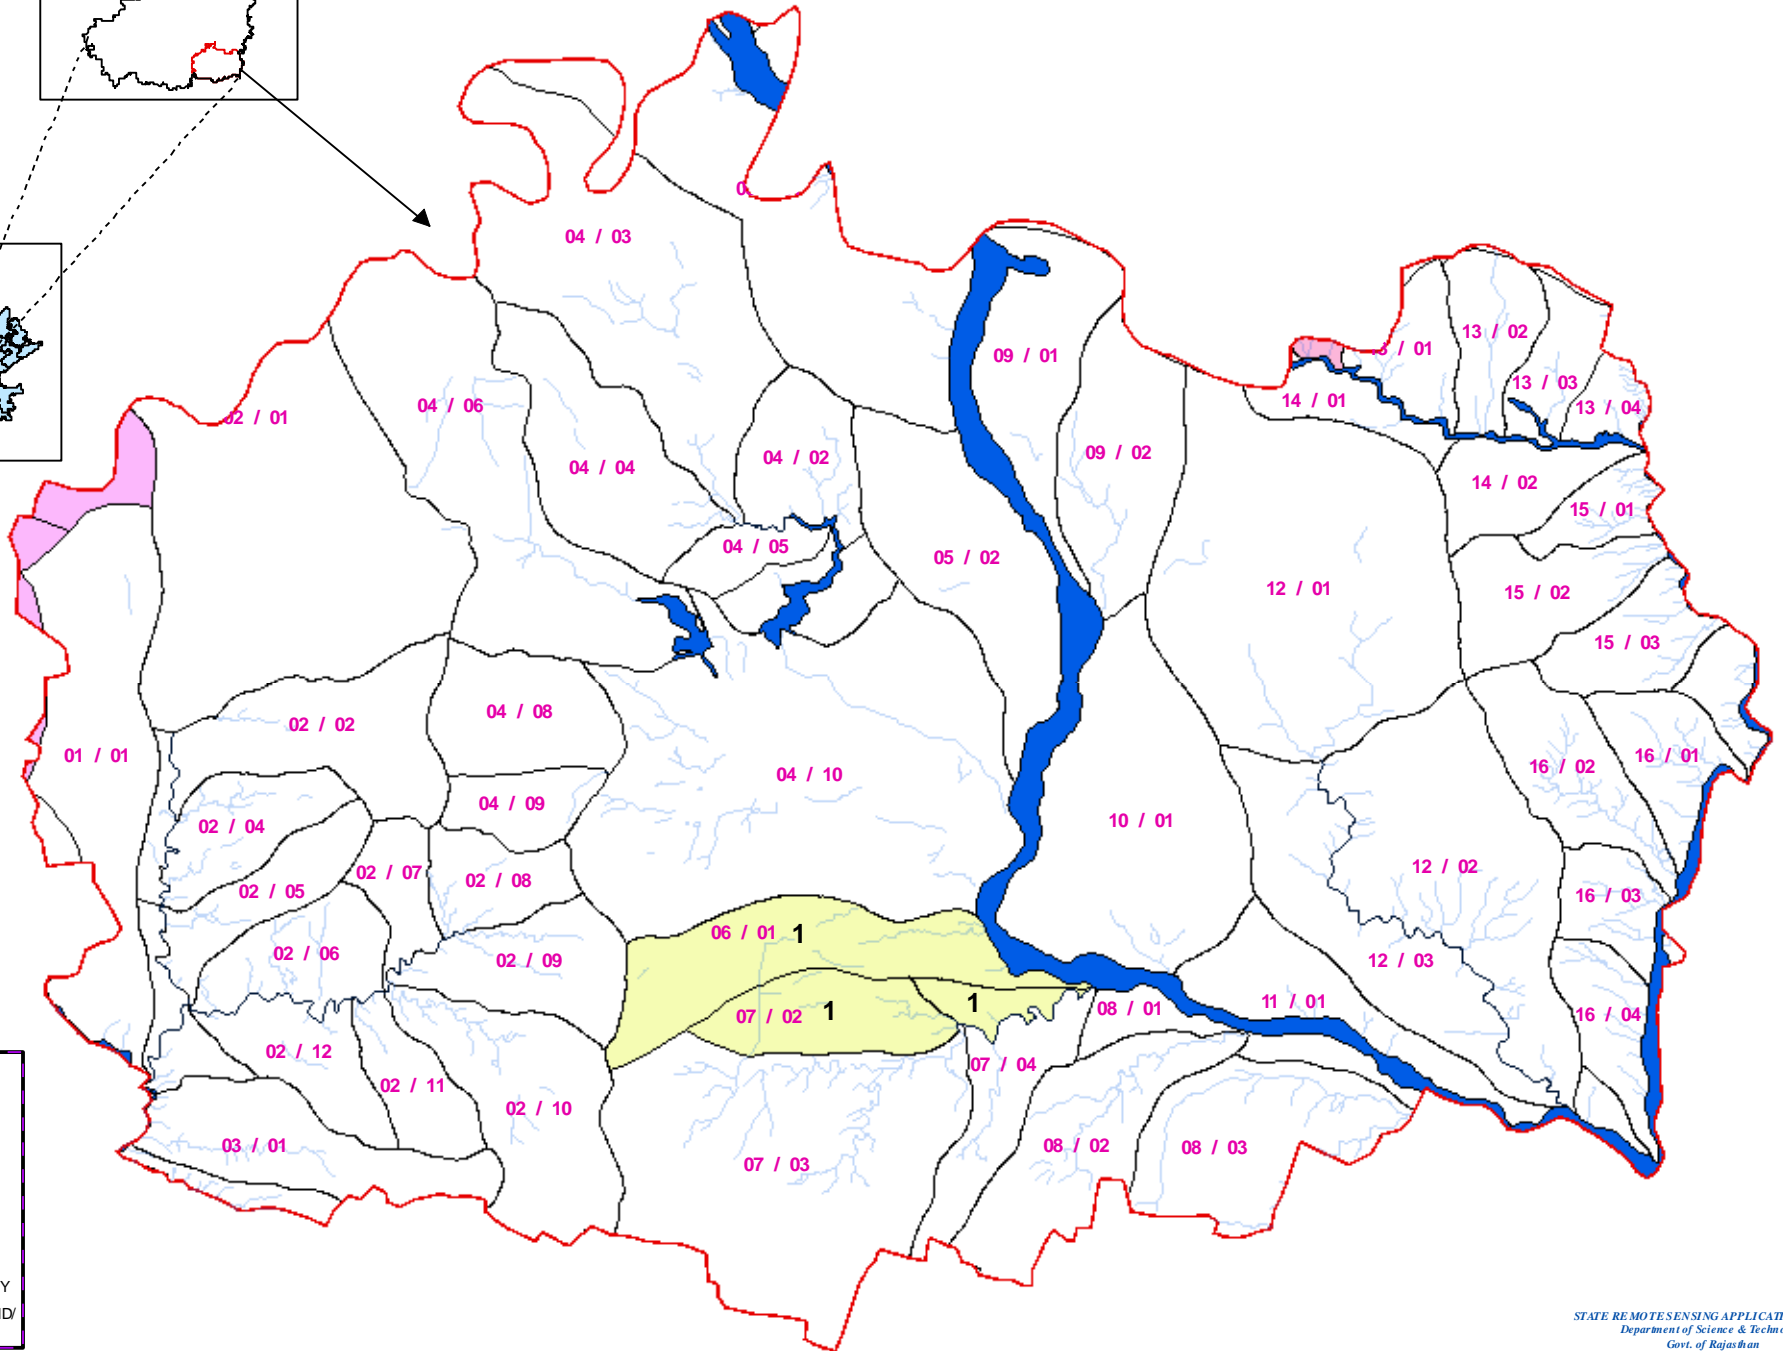 04 / 03
13 / 02
/ 01
09 / 01
13 / 03
14 / 01
13 / 04
02 / 01
04 / 06
04 / 04
04 / 02
09 / 02
14 / 02
15 / 01
04 / 05
05 / 02
12 / 01
15 / 02
15 / 03
02 / 02
04 / 08
01 / 01
04 / 10
16 / 02
16 / 01
04 / 09
02 / 04
10 / 01
02 / 05
02 / 07
02 / 08
12 / 02
16 / 03
06 / 01 1
02 / 06
02 / 09
12 / 03
07 / 02 1
1
08 / 01
11 / 01
16 / 04
02 / 12
02 / 11
07 / 04
02 / 10
03 / 01
07 / 03
08 / 02
08 / 03
Y
STATE REMOTE SENSING
Department of Science &
Govt. of Rajasthan